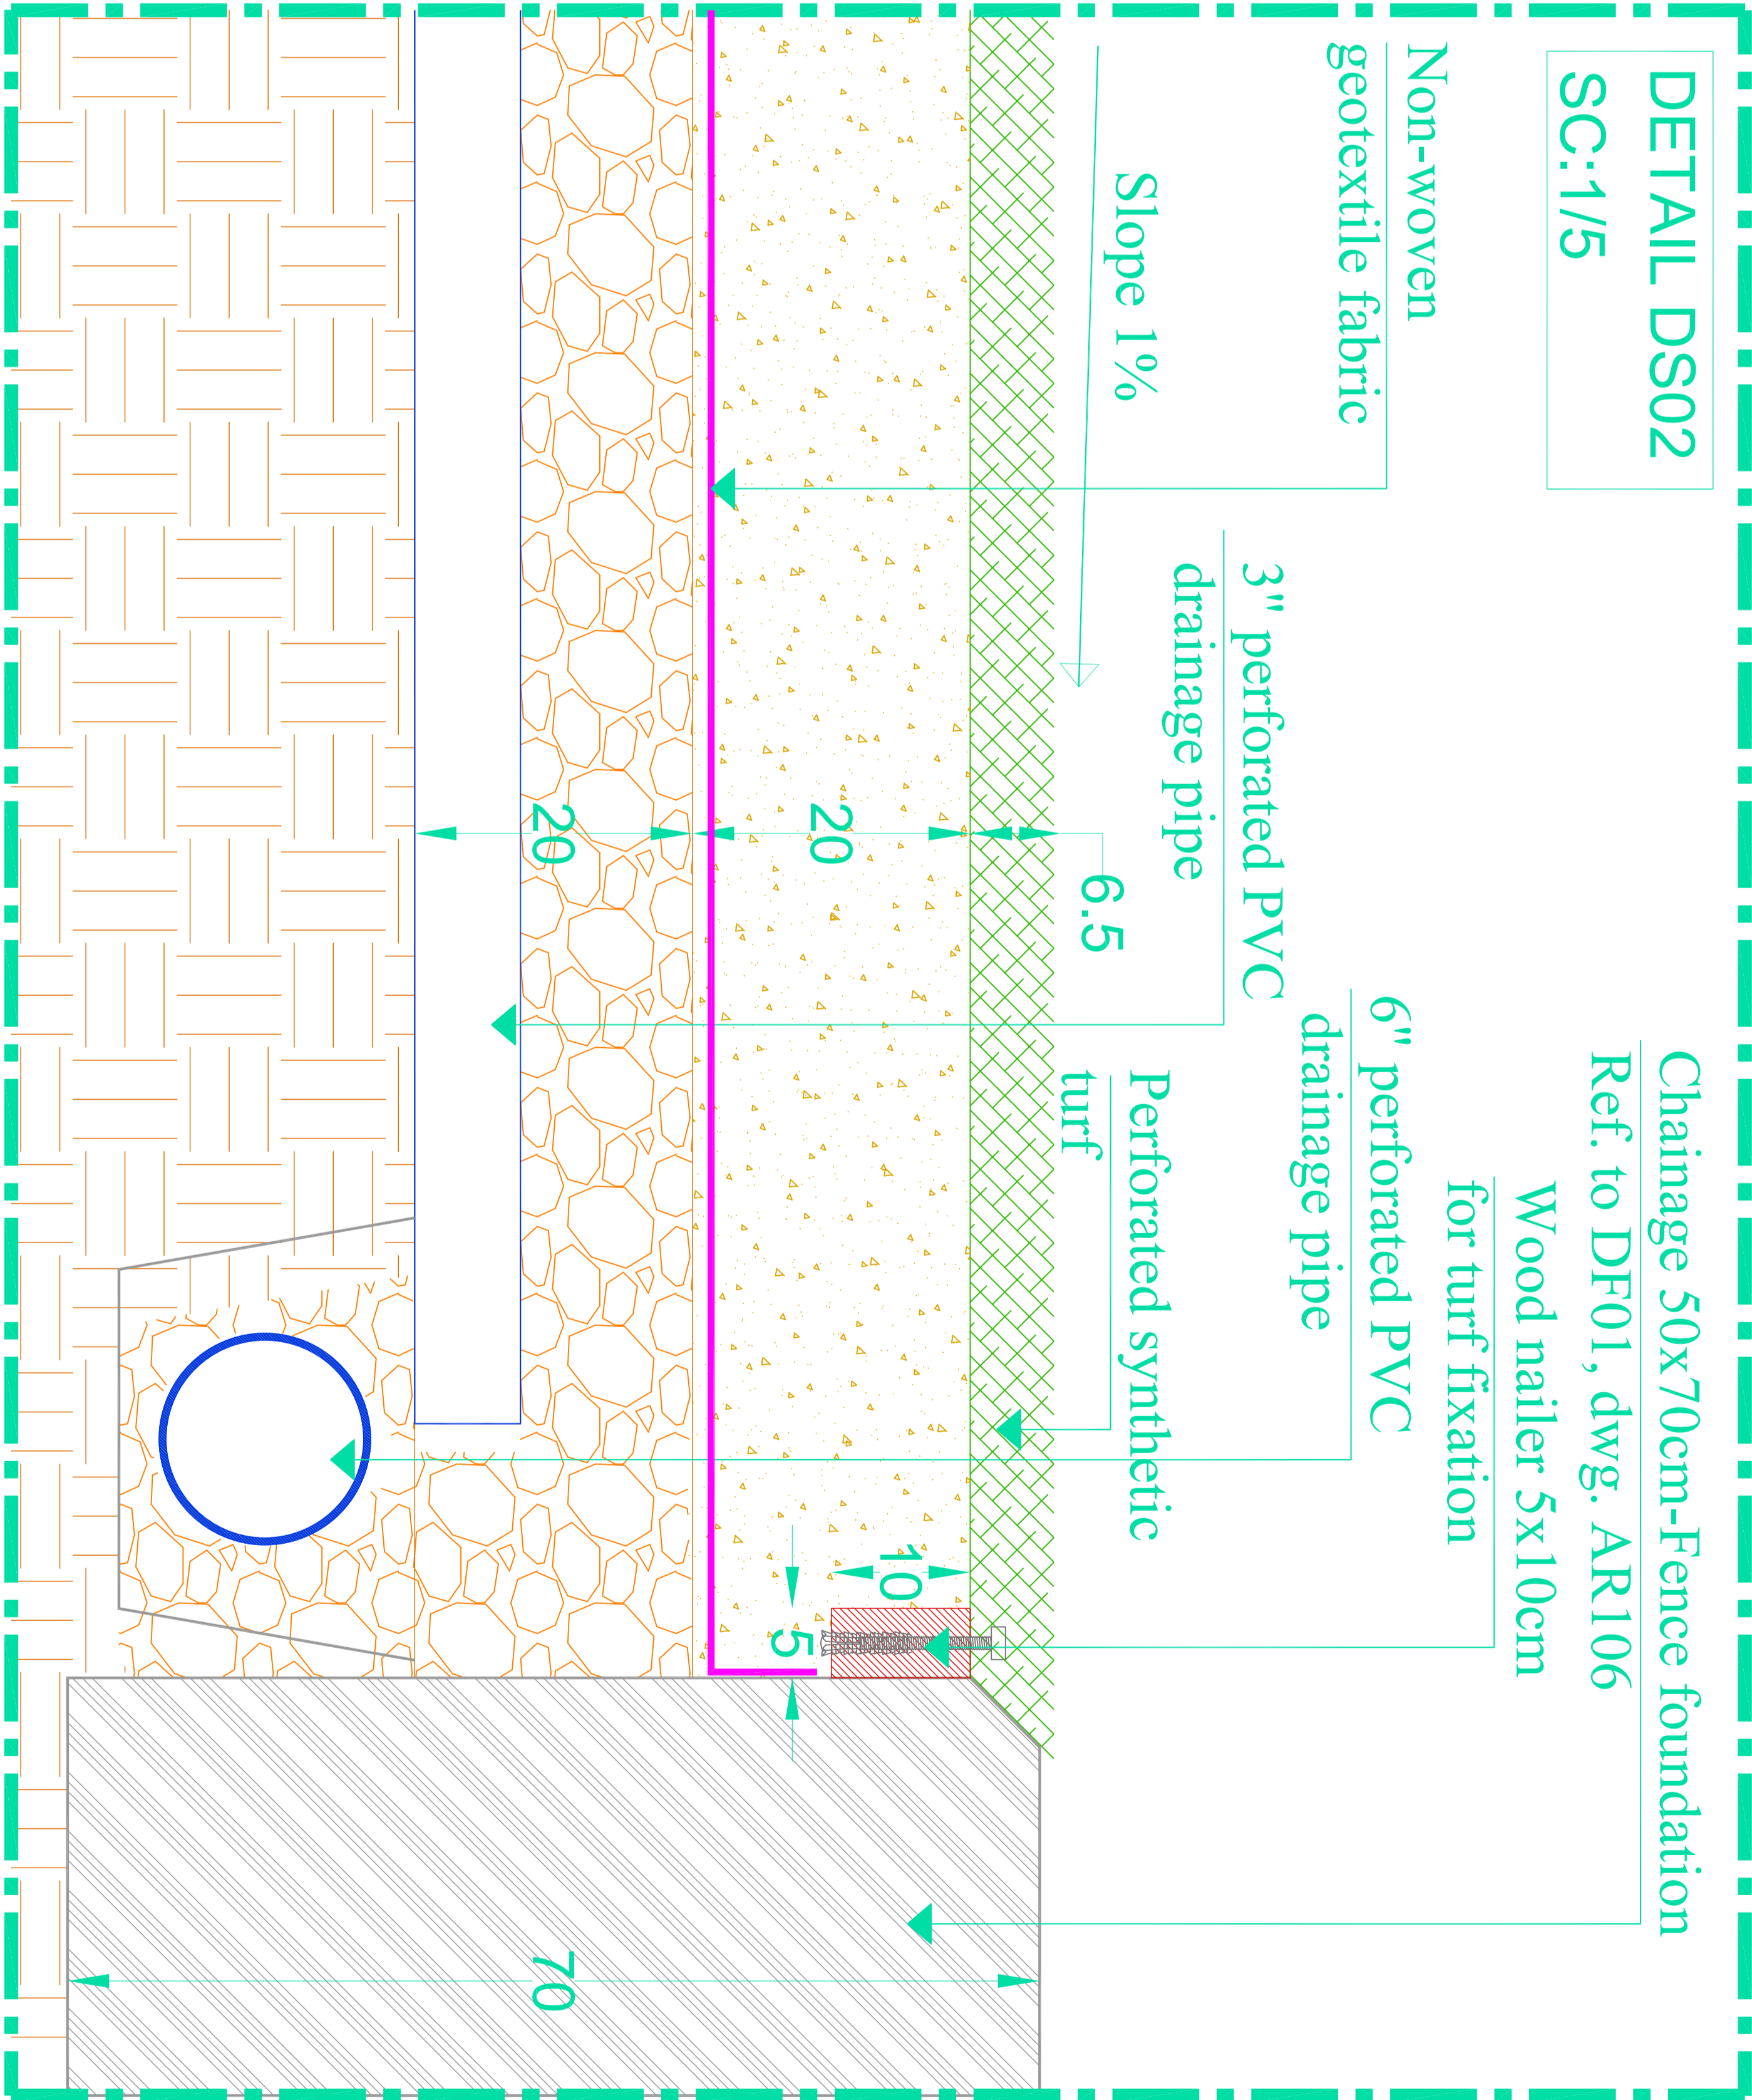 DETAIL DS02
SC:1/5
Chainage 50x70cm-Fence foundation
Ref. to DF01, dwg. AR106
Wood nailer 5x10cm
for turf fixation
Non-woven
geotextile fabric
6" perforated PVC
drainage pipe
3" perforated PVC
drainage pipe
Perforated synthetic
turf
Slope 1%
6.5
20
20
10
5
70